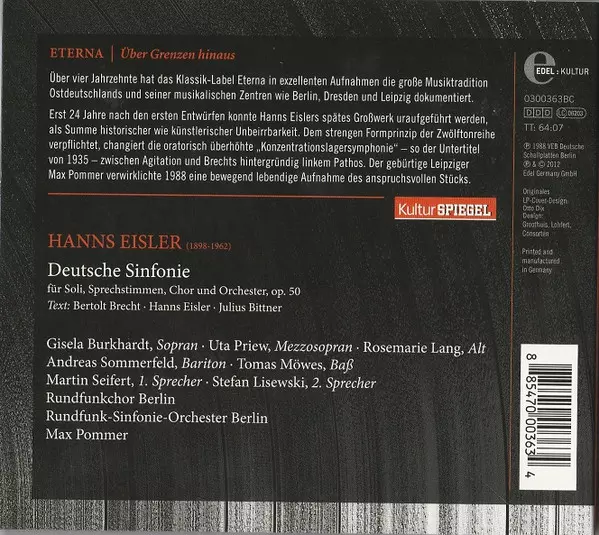 ETERNA | Über Grenzen hinaus
Über vier Jahrzehnte hat das Klassik-Label Eterna in exzellenten Aufnahmen die große Musiktradition
Ostdeutschlands und seiner musikalischen Zentren wie Berlin, Dresden und Leipzig dokumentiert.
Erst 24 Jahre nach den ersten Entwürfen konnte Hanns Eislers spätes Großwerk uraufgeführt werden,
als Summe historischer wie künstlerischer Unbeirrbarkeit. Dem strengen Formprinzip der Zwölftonreihe
verpflichtet, changiert die oratorisch überhöhte „Konzentrationslagersymphonie“ – so der Untertitel
von 1935 – zwischen Agitation und Brechts hintergründig linkem Pathos. Der gebürtige Leipziger
Max Pommer verwirklichte 1988 eine bewegend lebendige Aufnahme des anspruchsvollen Stücks.
KulturSPIEGEL
HANNS EISLER (1898-1962)
Deutsche Sinfonie
für Soli, Sprechstimmen, Chor und Orchester, op. 50
Text: Bertolt Brecht · Hanns Eisler · Julius Bittner
Gisela Burkhardt, Sopran · Uta Priew, Mezzosopran · Rosemarie Lang, Alt
Andreas Sommerfeld, Bariton · Tomas Möwes, Baß
Martin Seifert, 1. Sprecher · Stefan Lisewski, 2. Sprecher
Rundfunkchor Berlin
Rundfunk-Sinfonie-Orchester Berlin
Max Pommer
e
EDEL:KULTUR
0300363BC
DDD LC 06203
TT: 64:07
℗ 1988 VEB Deutsche
Schallplatten Berlin
℗ & © 2012
Edel Germany GmbH
Originales
LP-Cover-Design:
Otto Dix
Design:
Groothuis, Lohfert,
Consorten
Printed and
manufactured
in Germany
8 85470 00363 4